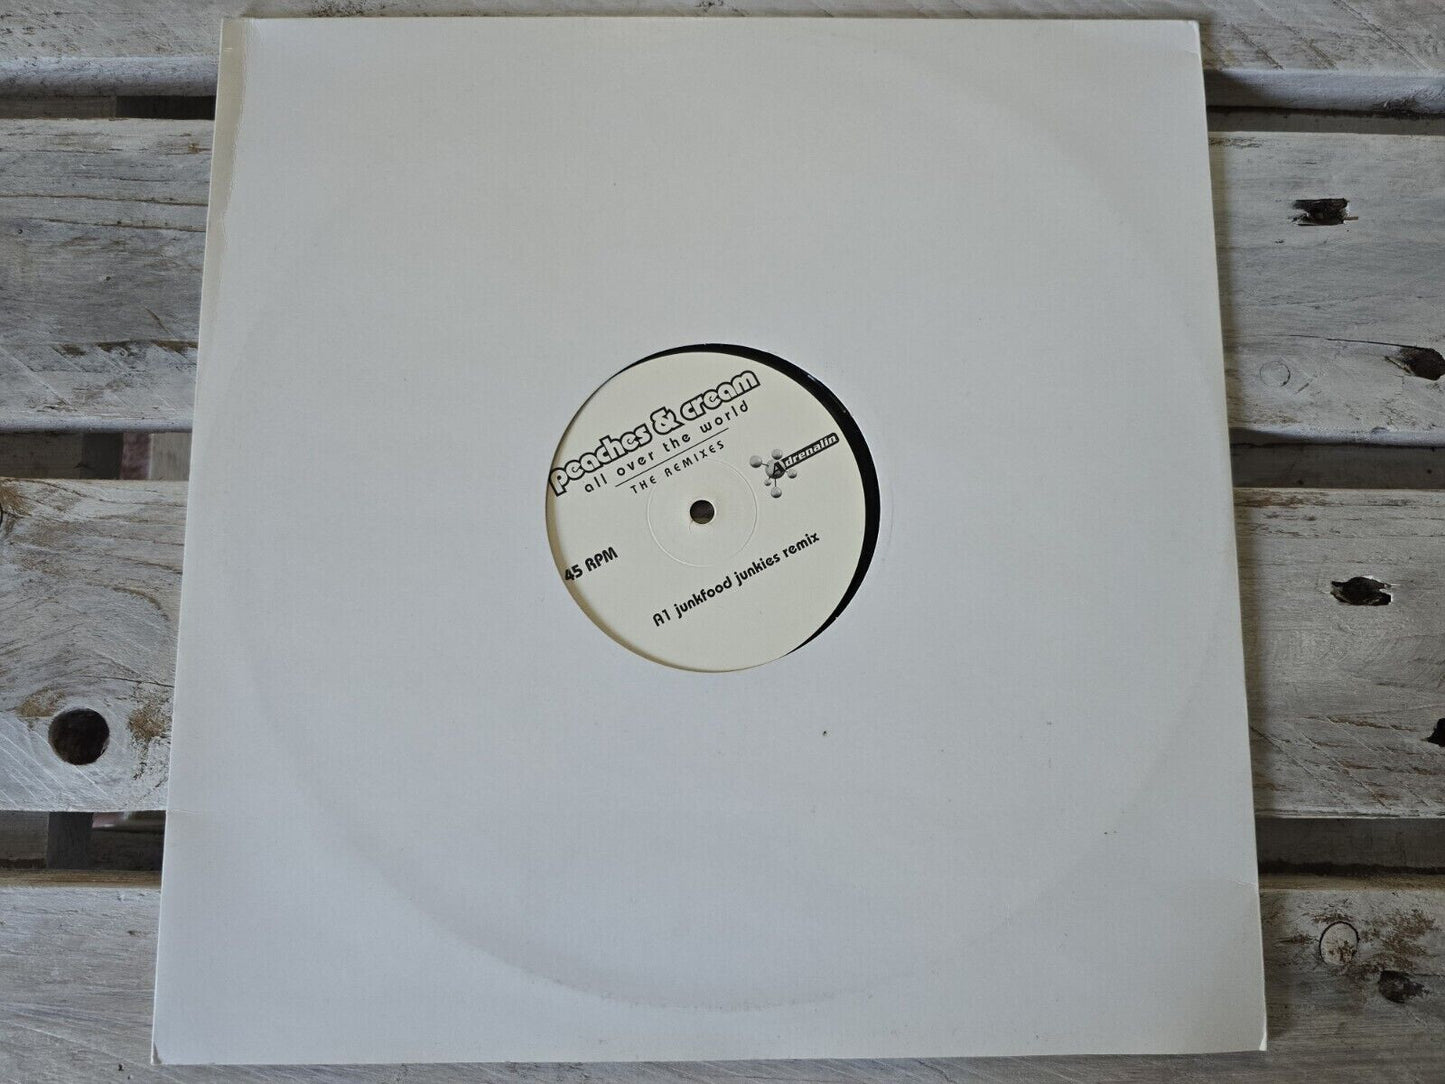 peaches & cream
all over the world
THE REMIXES
Adrenalin
45 RPM
A1 junkfood junkies remix